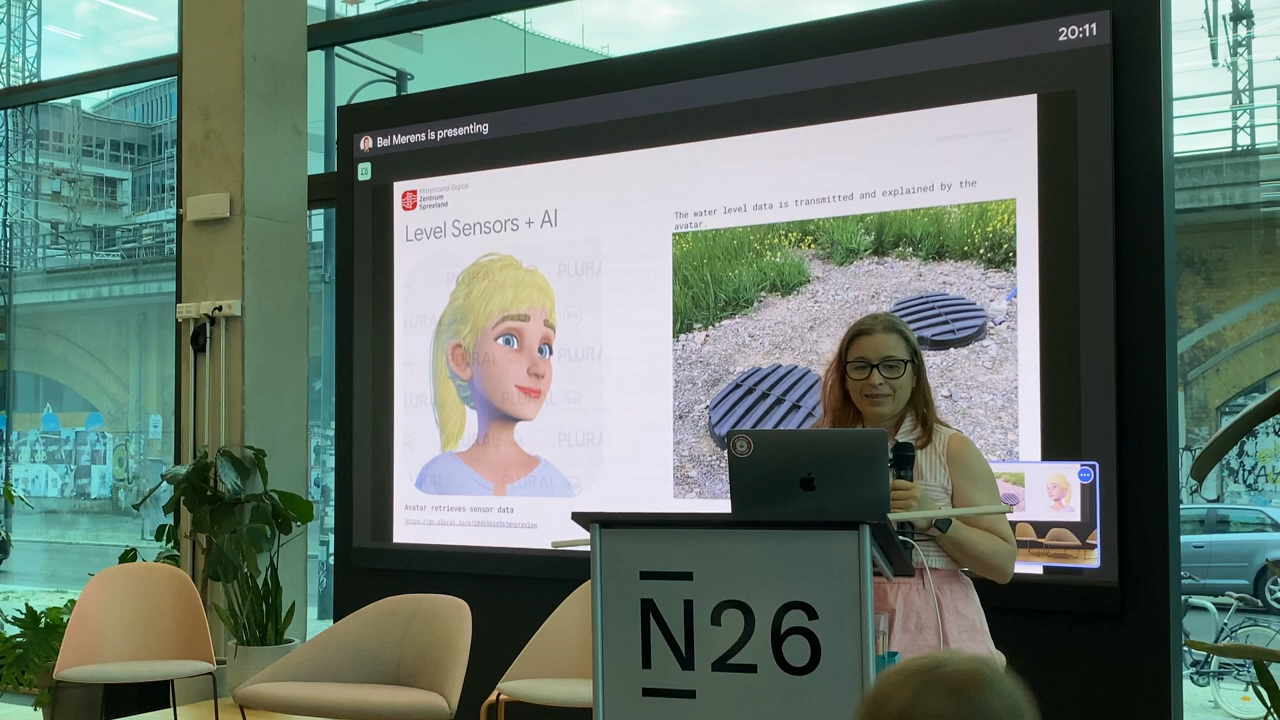 20:11
Bel Merens is presenting
Mittelstand-Digital
Zentrum
Spreeland
Level Sensors + AI
The water level data is transmitted and explained by the
avatar.
PLURAL
Avatar retrieves sensor data
N26